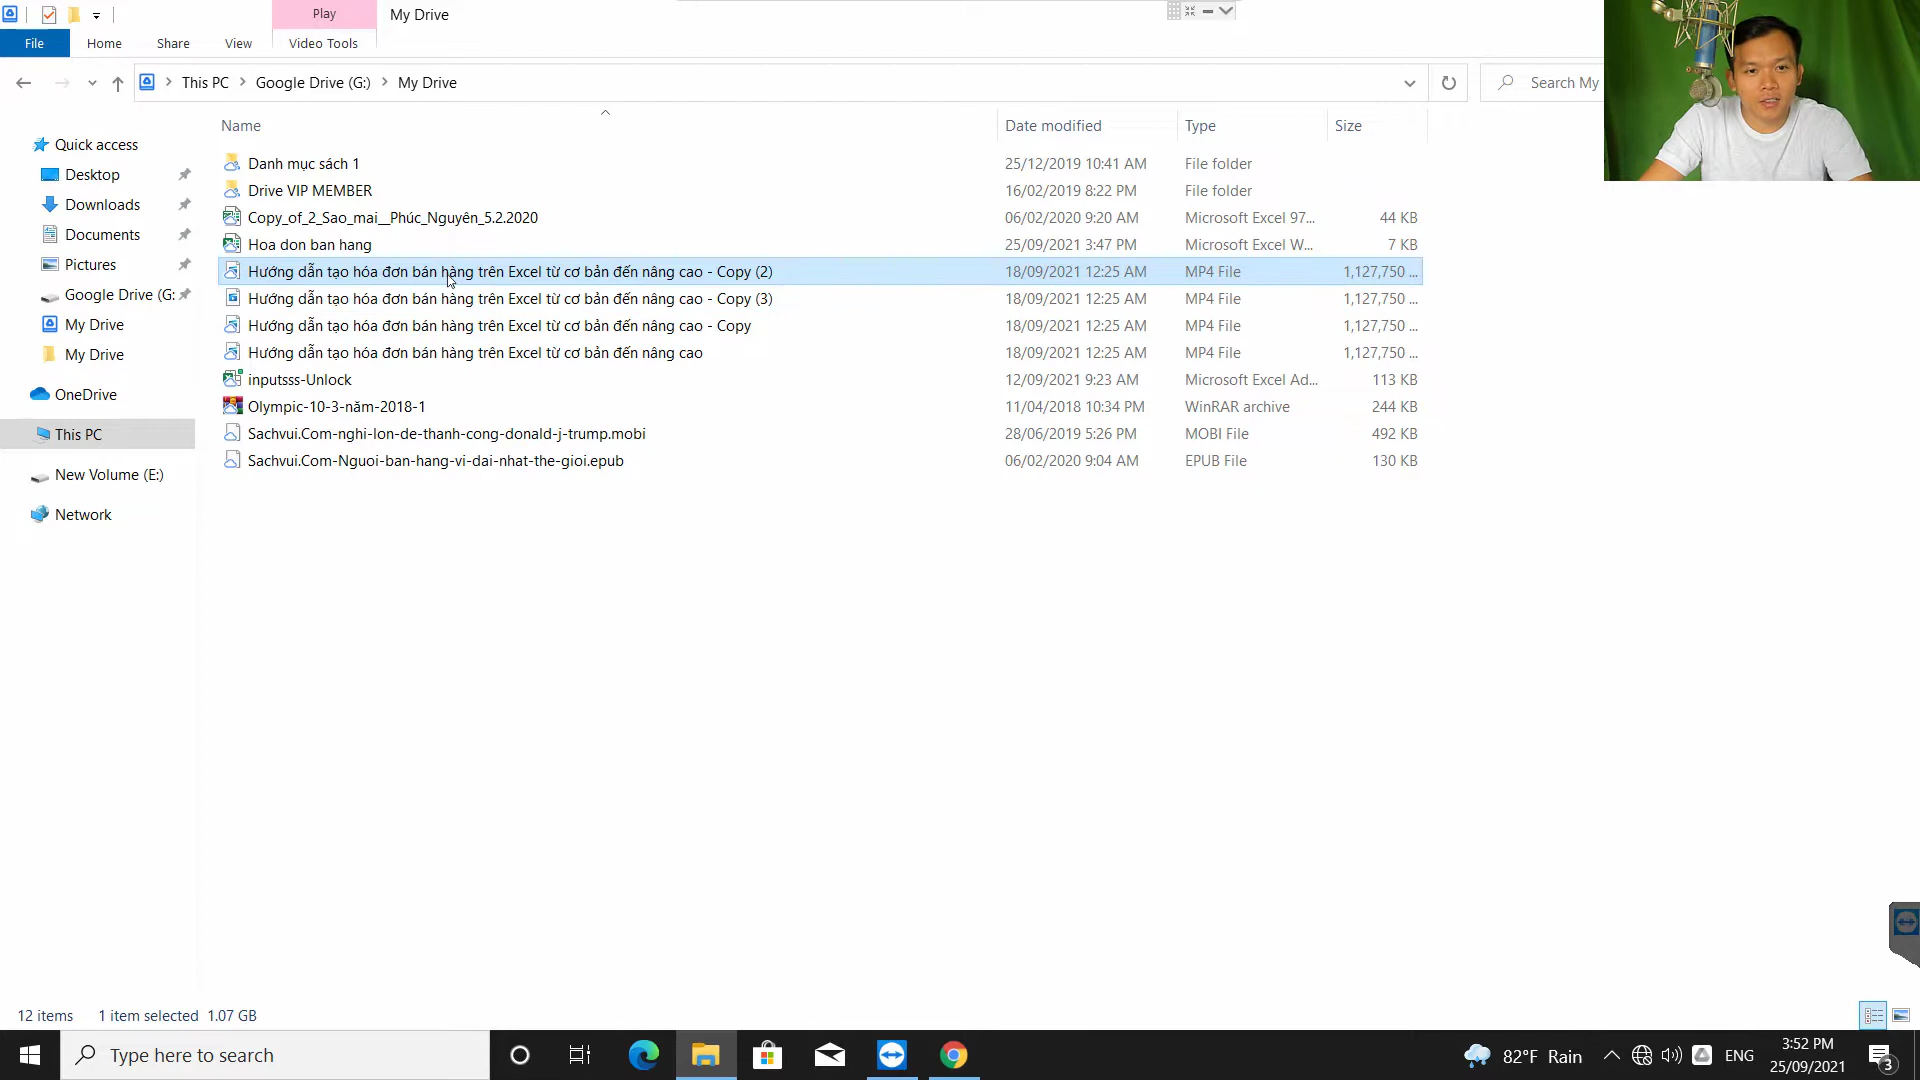 Play
My Drive
File
Home
Share
View
Video Tools
This PC
Google Drive (G:)
My Drive
Search My
Name
Date modified
Type
Size
Quick access
Desktop
Downloads
Documents
Pictures
Google Drive (G:
My Drive
My Drive
OneDrive
This PC
New Volume (E:)
Network
Danh mục sách 1 25/12/2019 10:41 AM File folder
Drive VIP MEMBER 16/02/2019 8:22 PM File folder
Copy_of_2_Sao_mai__Phúc_Nguyên_5.2.2020 06/02/2020 9:20 AM Microsoft Excel 97... 44 KB
Hoa don ban hang 25/09/2021 3:47 PM Microsoft Excel W... 7 KB
Hướng dẫn tạo hóa đơn bán hàng trên Excel từ cơ bản đến nâng cao - Copy (2) 18/09/2021 12:25 AM MP4 File 1,127,750 ...
Hướng dẫn tạo hóa đơn bán hàng trên Excel từ cơ bản đến nâng cao - Copy (3) 18/09/2021 12:25 AM MP4 File 1,127,750 ...
Hướng dẫn tạo hóa đơn bán hàng trên Excel từ cơ bản đến nâng cao - Copy 18/09/2021 12:25 AM MP4 File 1,127,750 ...
Hướng dẫn tạo hóa đơn bán hàng trên Excel từ cơ bản đến nâng cao 18/09/2021 12:25 AM MP4 File 1,127,750 ...
inputsss-Unlock 12/09/2021 9:23 AM Microsoft Excel Ad... 113 KB
Olympic-10-3-năm-2018-1 11/04/2018 10:34 PM WinRAR archive 244 KB
Sachvui.Com-nghi-lon-de-thanh-cong-donald-j-trump.mobi 28/06/2019 5:26 PM MOBI File 492 KB
Sachvui.Com-Nguoi-ban-hang-vi-dai-nhat-the-gioi.epub 06/02/2020 9:04 AM EPUB File 130 KB
12 items 1 item selected 1.07 GB
Type here to search
82°F Rain
ENG
3:52 PM
25/09/2021
3